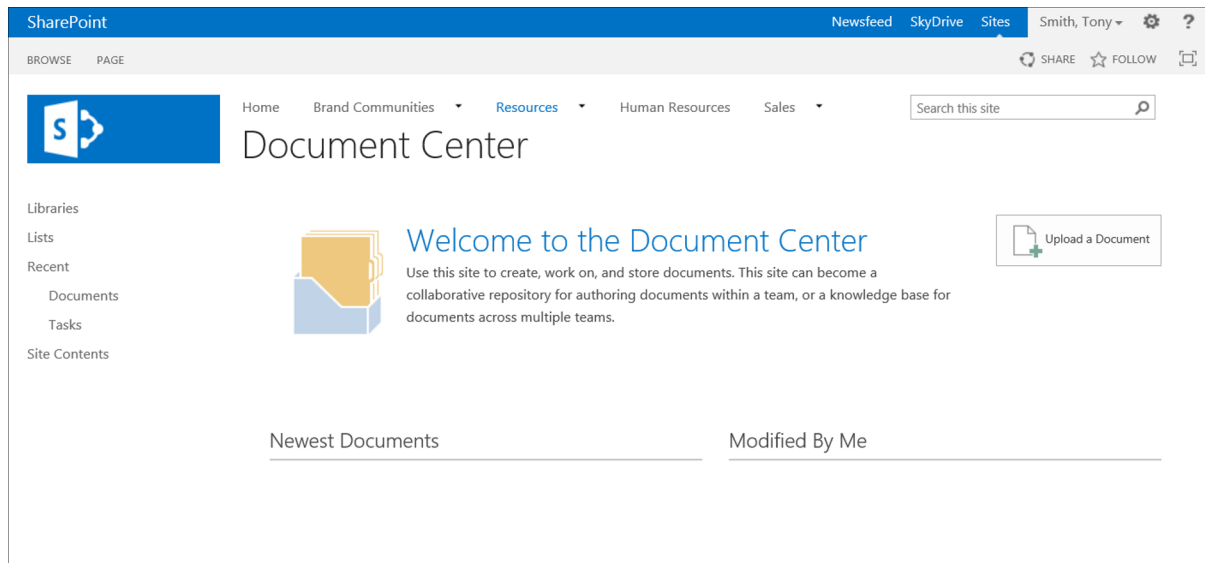 SharePoint Newsfeed SkyDrive Sites Smith, Tony ?
BROWSE PAGE SHARE FOLLOW
S
Home Brand Communities Resources Human Resources Sales Search this site
Document Center
Libraries
Lists
Recent
Documents
Tasks
Site Contents
Welcome to the Document Center
Use this site to create, work on, and store documents. This site can become a
collaborative repository for authoring documents within a team, or a knowledge base for
documents across multiple teams.
Upload a Document
Newest Documents Modified By Me